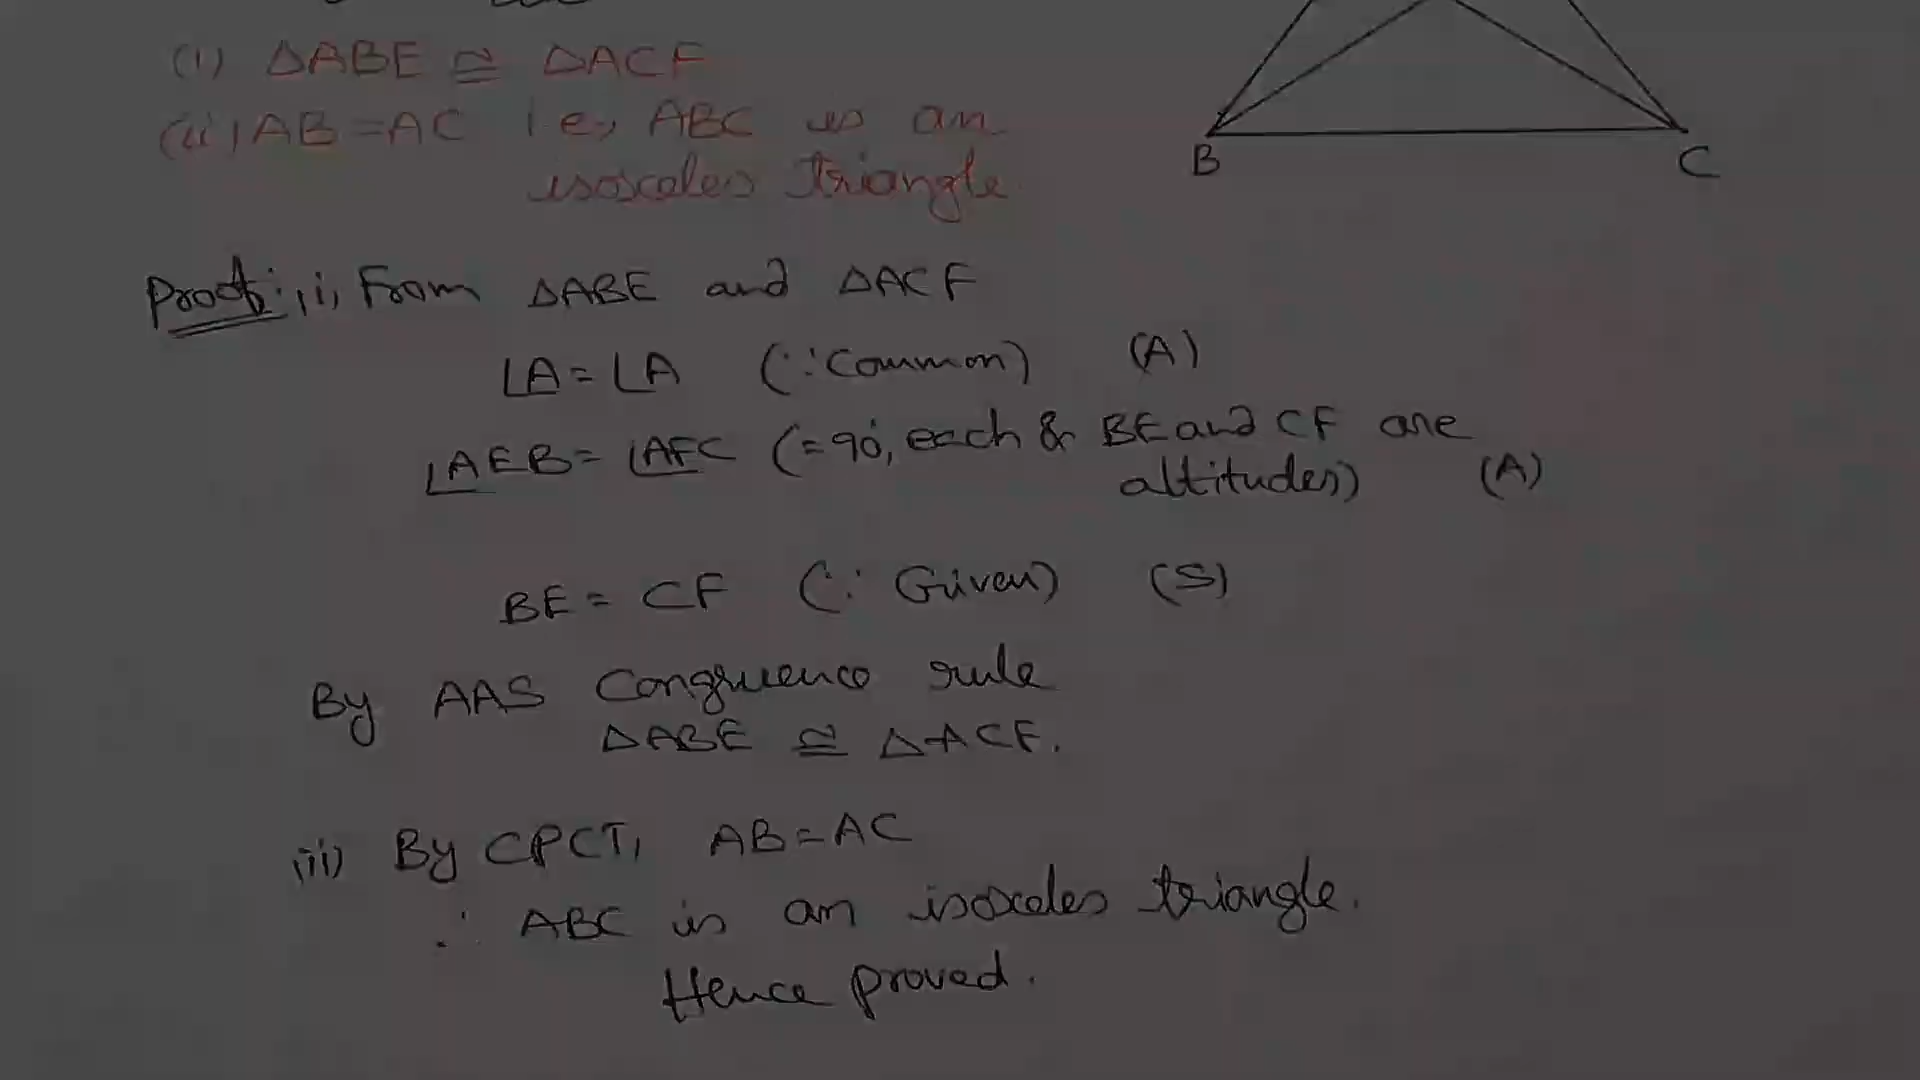 (i) ΔABE ≅ ΔACF
(ii) AB=AC i.e., ABC is an
isosceles triangle
B
C
Proof: (i) From ΔABE and ΔACF
∠A = ∠A (∵ Common) (A)
∠AEB = ∠AFC (=90°, each & BE and CF are
altitudes) (A)
BE = CF (∵ Given) (S)
By AAS Congruence rule
ΔABE ≅ ΔACF.
(ii) By CPCT, AB=AC
∴ ABC is an isosceles triangle.
Hence proved.